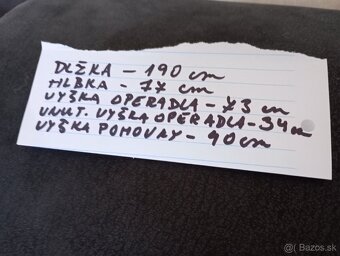 DĹŽKA - 190 cm
HĹBKA - 77 cm
VÝŠKA OPERADLA - 73 cm
VNÚT. VÝŠKA OPERADLA - 34 cm
VÝŠKA POHOVKY - 90 cm
© Bazos.sk